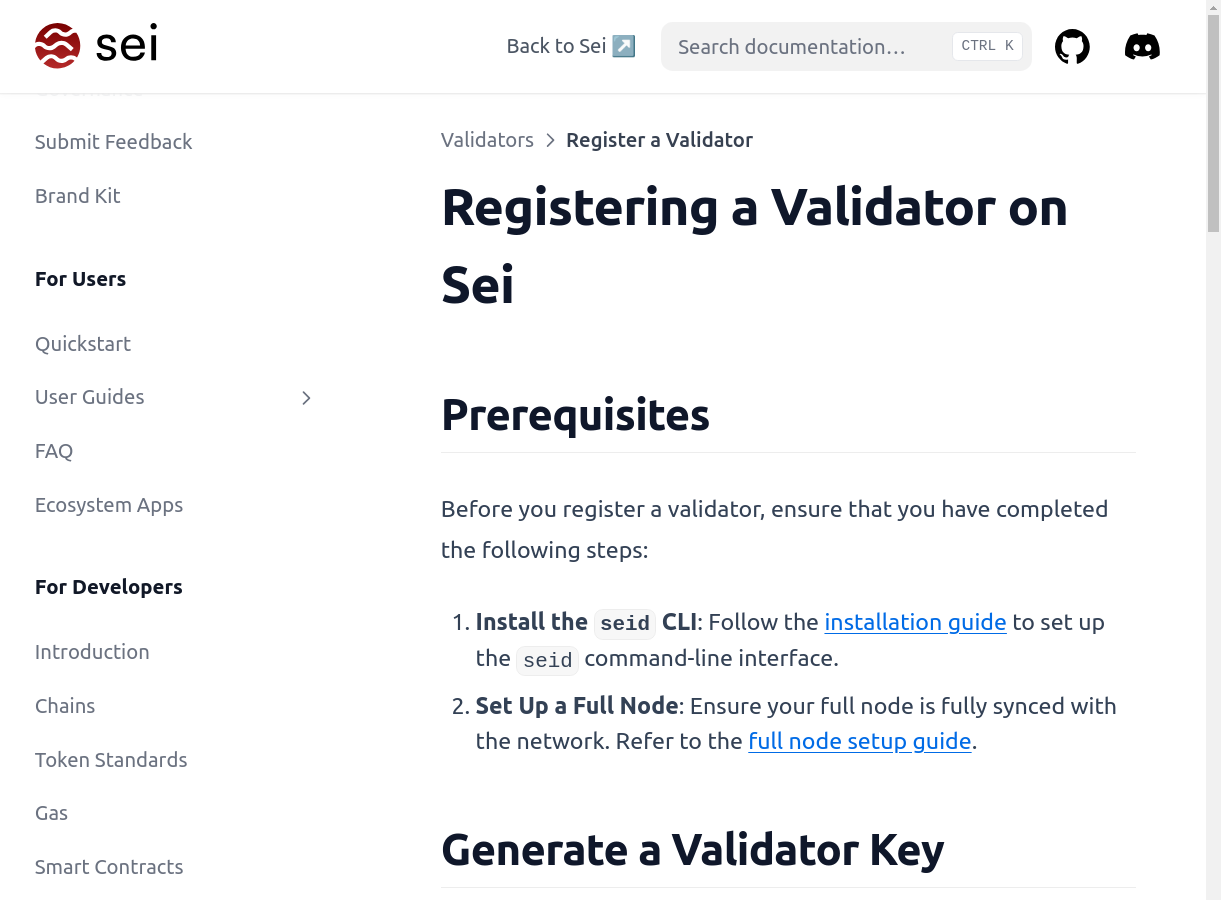 sei
Back to Sei ↗️
Search documentation…
CTRL K
Submit Feedback
Brand Kit
For Users
Quickstart
User Guides
FAQ
Ecosystem Apps
For Developers
Introduction
Chains
Token Standards
Gas
Smart Contracts
Validators
Register a Validator
Registering a Validator on
Sei
Prerequisites
Before you register a validator, ensure that you have completed
the following steps:
1. Install the seid CLI: Follow the installation guide to set up
the seid command-line interface.
2. Set Up a Full Node: Ensure your full node is fully synced with
the network. Refer to the full node setup guide.
Generate a Validator Key